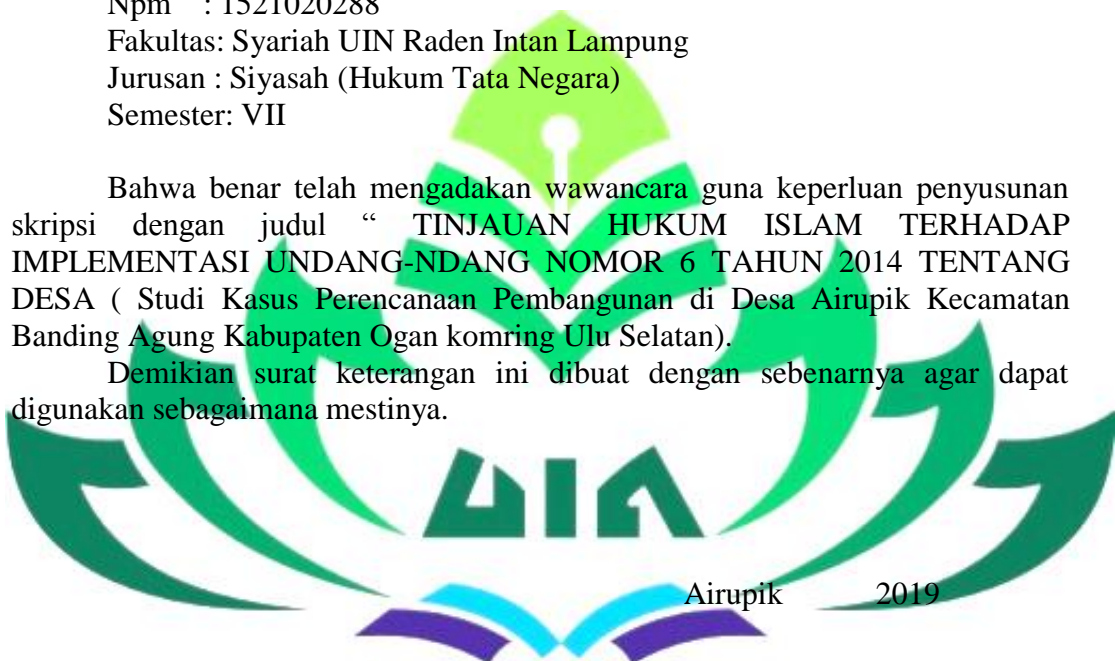 Npm : 1521020288
Fakultas: Syariah UIN Raden Intan Lampung
Jurusan : Siyasah (Hukum Tata Negara)
Semester: VII
Bahwa benar telah mengadakan wawancara guna keperluan penyusunan
skripsi dengan judul “ TINJAUAN HUKUM ISLAM TERHADAP
IMPLEMENTASI UNDANG-NDANG NOMOR 6 TAHUN 2014 TENTANG
DESA ( Studi Kasus Perencanaan Pembangunan di Desa Airupik Kecamatan
Banding Agung Kabupaten Ogan komring Ulu Selatan).
Demikian surat keterangan ini dibuat dengan sebenarnya agar dapat
digunakan sebagaimana mestinya.
UIN
Airupik 2019